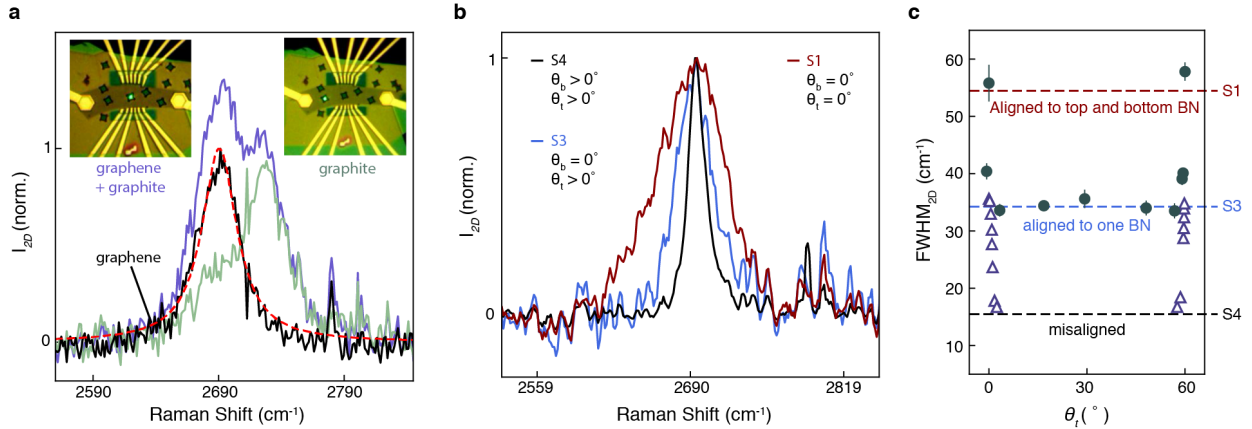 a
I2D (norm.)
1
0
graphene
+ graphite
graphite
graphene
2590
2690
2790
Raman Shift (cm⁻¹)
b
I2D (norm.)
1
0
S4
θb > 0°
θt > 0°
S3
θb = 0°
θt > 0°
S1
θb = 0°
θt = 0°
2559
2690
2819
Raman Shift (cm⁻¹)
c
FWHM2D (cm⁻¹)
60
50
40
30
20
10
Aligned to top and bottom BN
aligned to one BN
misaligned
S1
S3
S4
0
30
60
θt (°)